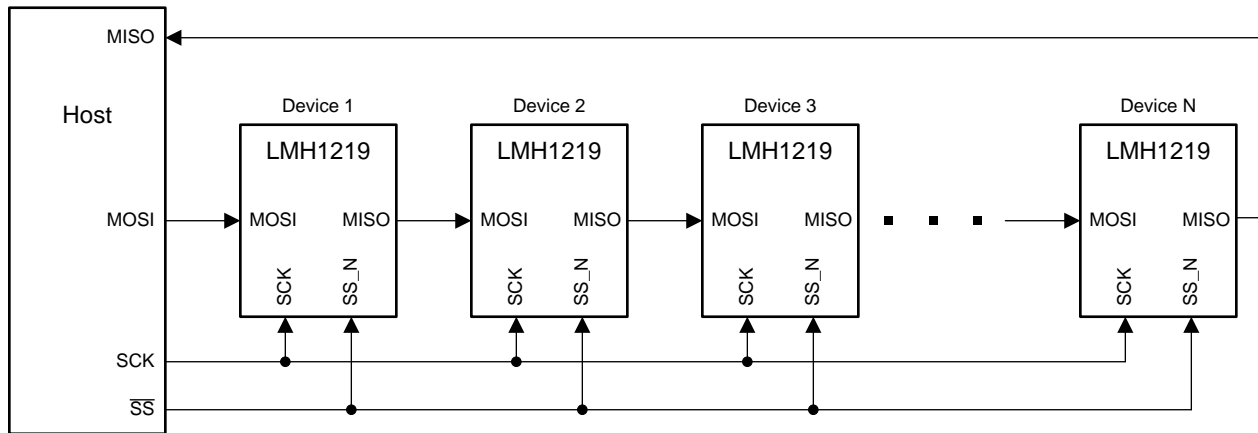 MISO
Host
Device 1 Device 2 Device 3 Device N
LMH1219 LMH1219 LMH1219 LMH1219
MOSI MOSI MISO MOSI MISO MOSI MISO MOSI MISO
SCK SS_N SCK SS_N SCK SS_N SCK SS_N
SCK
S̅S̅